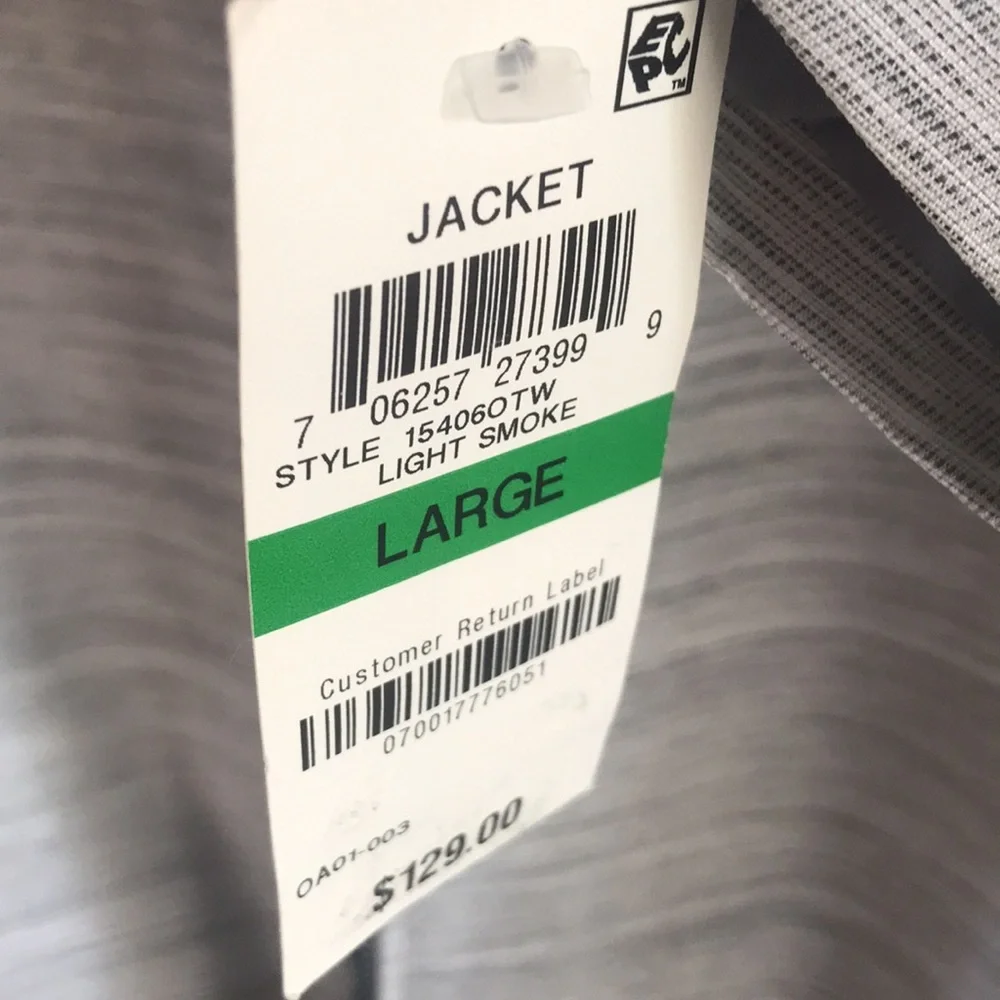 EPC
TM
JACKET
7 06257 27399 9
STYLE 15406OTW
LIGHT SMOKE
LARGE
Customer Return Label
070017776051
OA01-003
$129.00